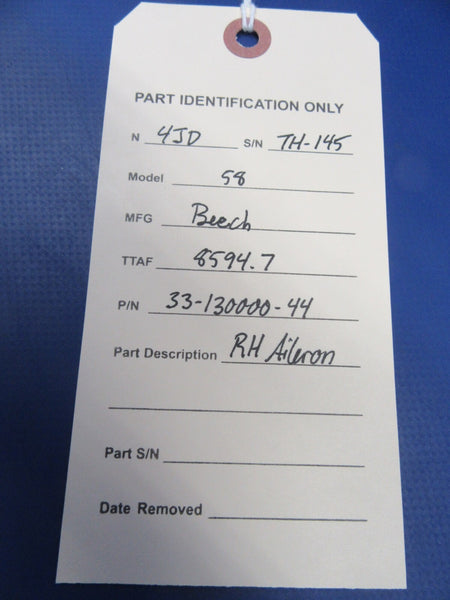 PART IDENTIFICATION ONLY
N 4JD S/N TH-145
Model 58
MFG Beech
TTAF 8594.7
P/N 33-130000-44
Part Description RH Aileron
Part S/N
Date Removed